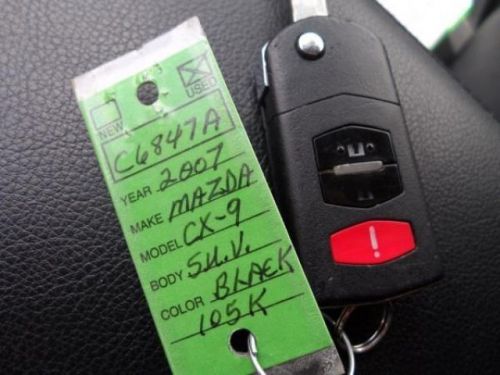 NEW USED
C6847A
YEAR 2007
MAKE MAZDA
MODEL CX-9
BODY S.U.V.
COLOR BLACK
105K
!